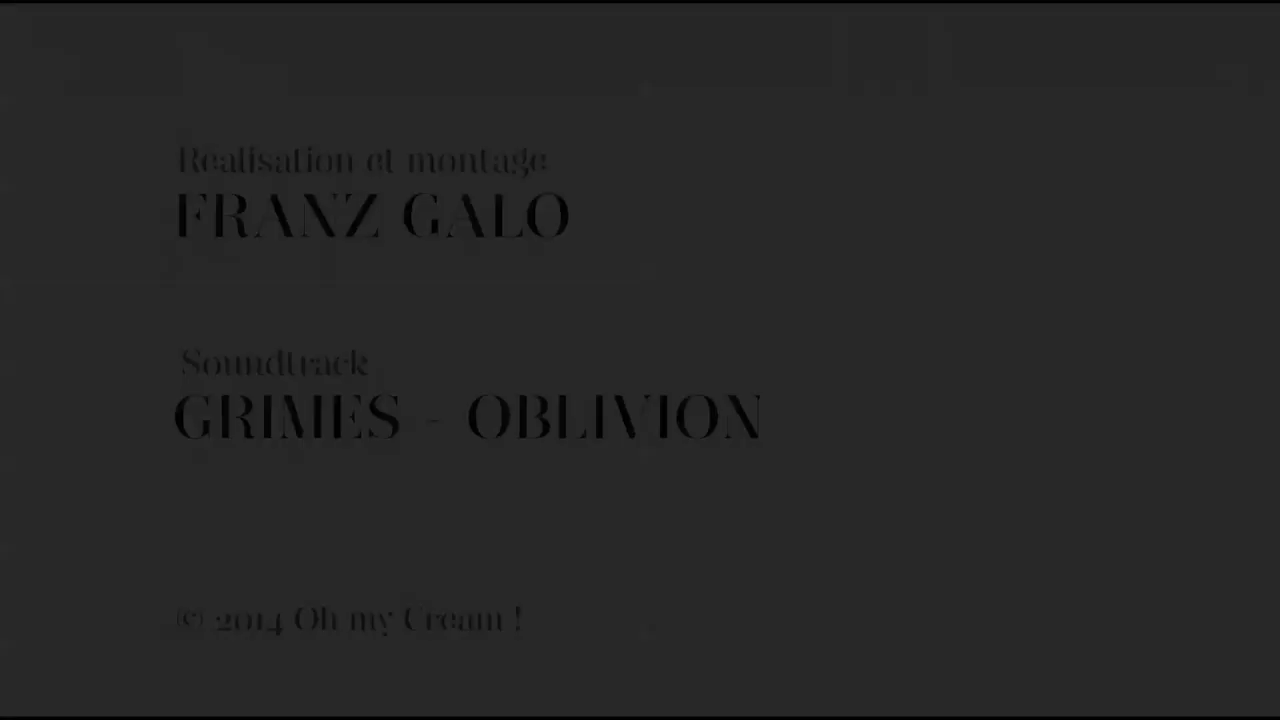 Réalisation et montage
FRANZ GALO
Soundtrack
GRIMES - OBLIVION
© 2014 Oh my Cream !